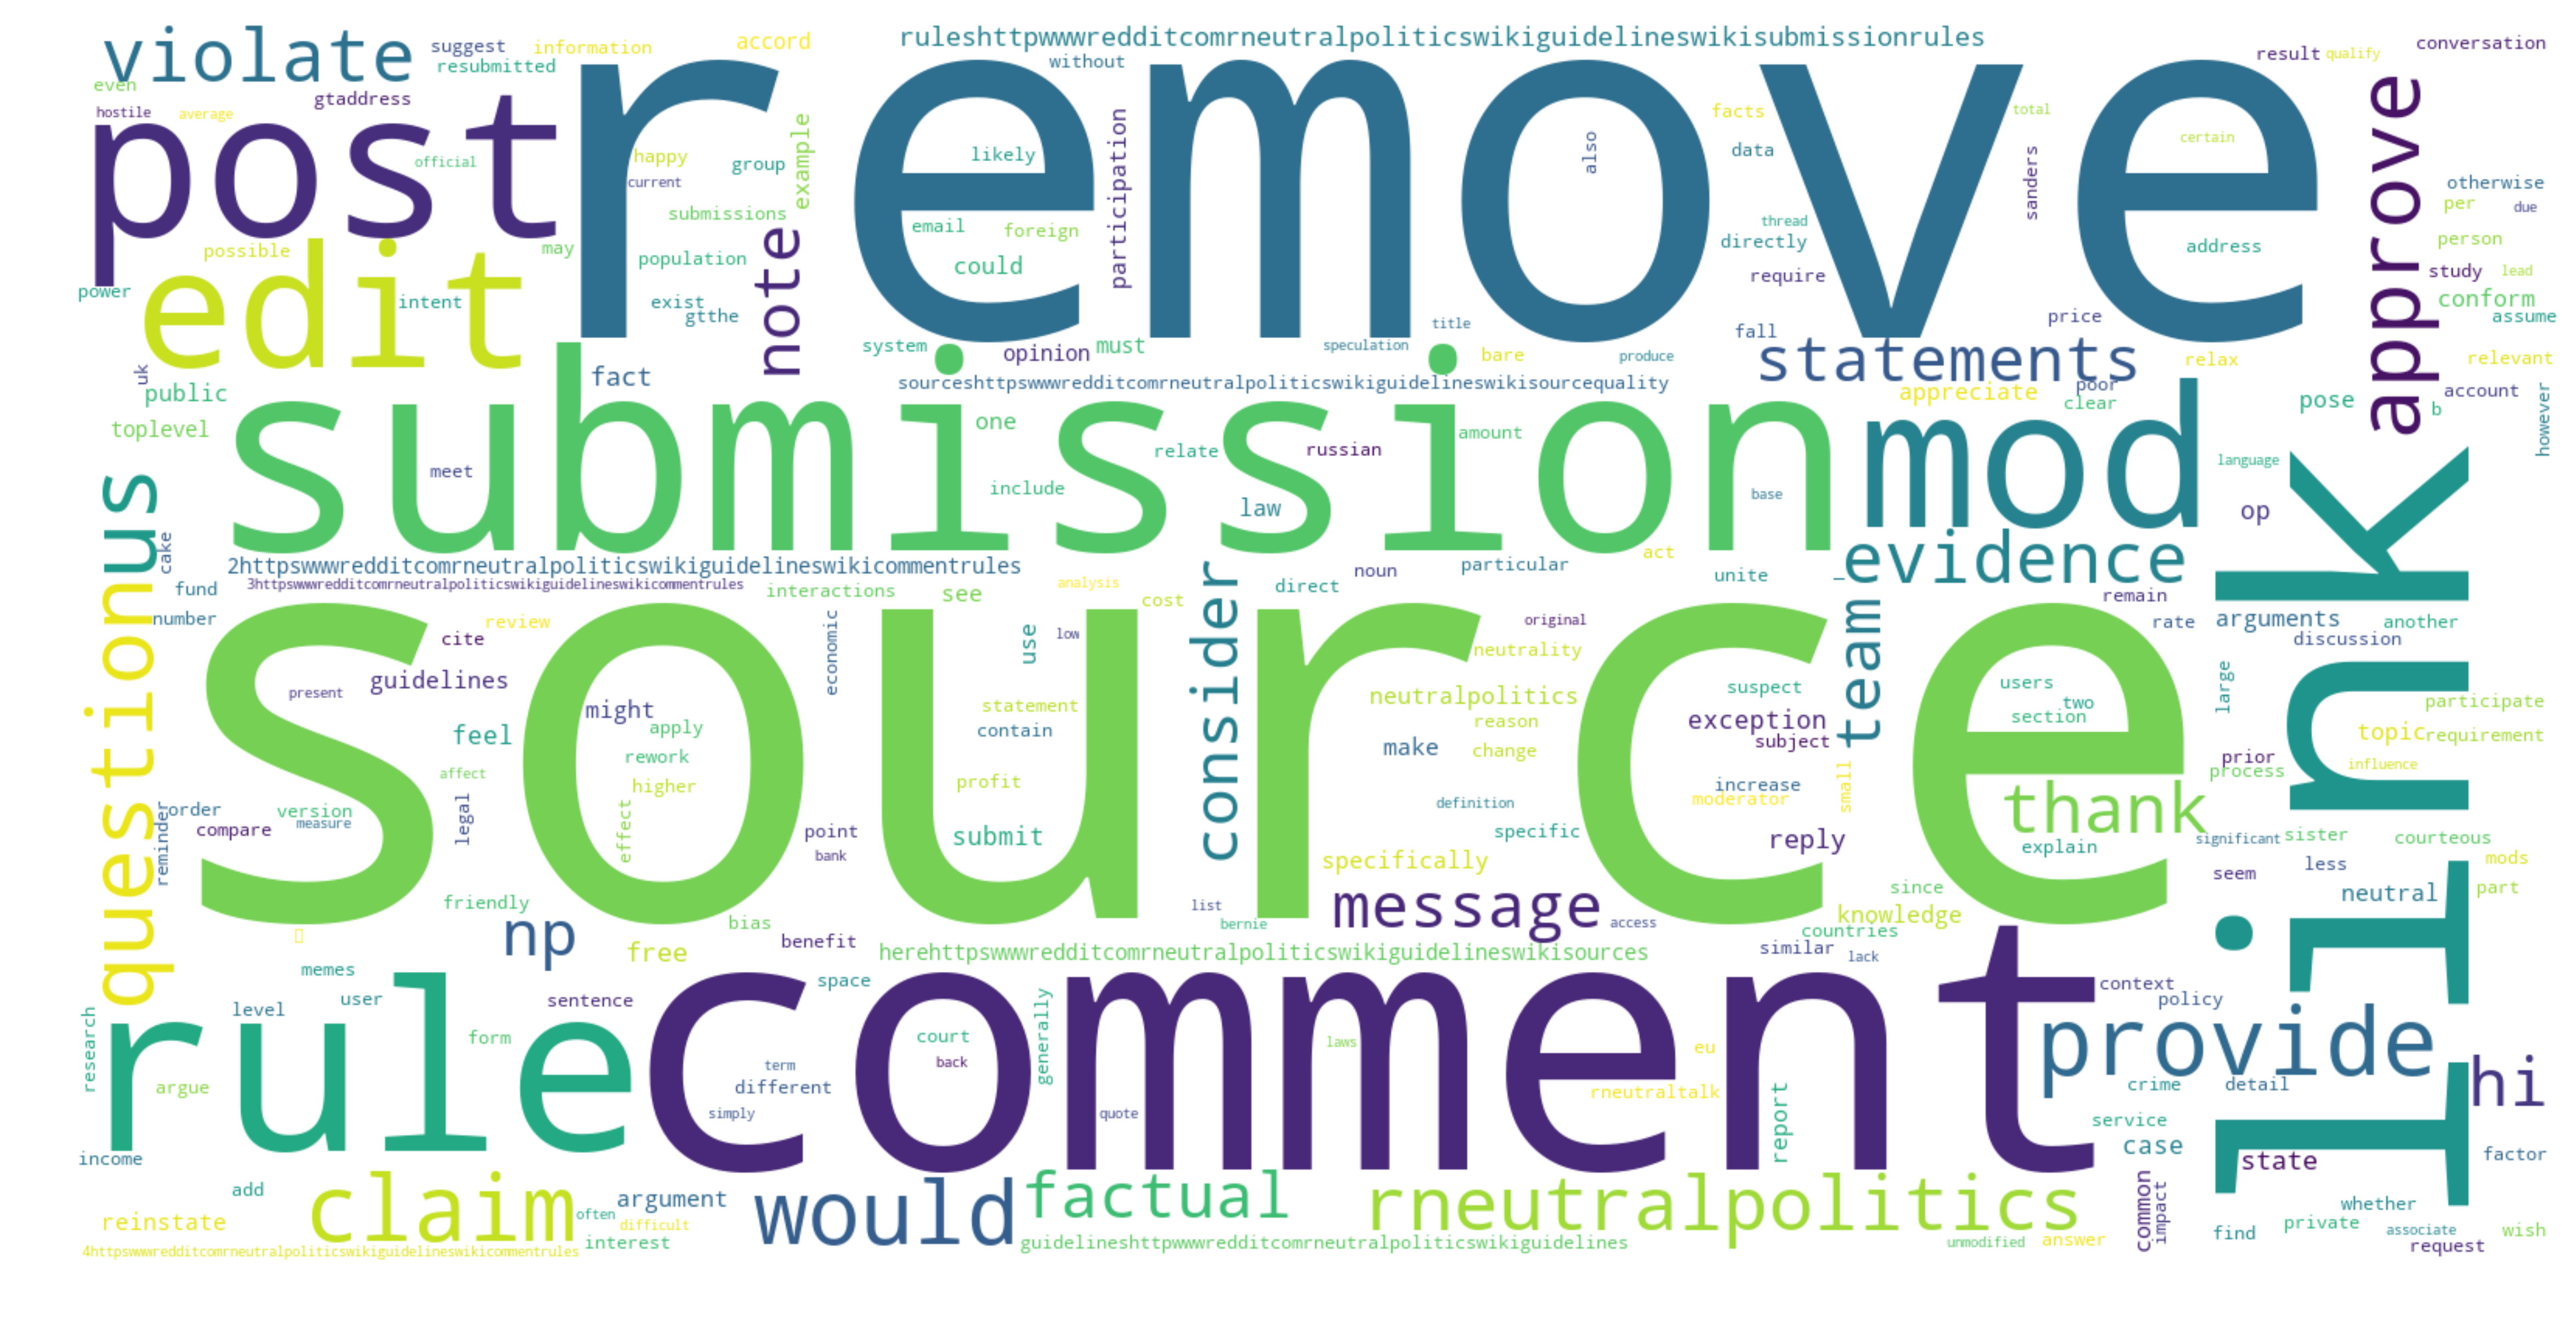 violate
suggest
information
accord
ruleshttpwwwredditcomrneutralpoliticswikiguidelineswikisubmissionrules
result
qualify
conversation
resubmitted
without
even
gtaddress
hostile
average
post
remove
approve
official
happy
current
group
example
likely
participation
also
facts
data
total
sanders
certain
otherwise
per
due
submissions
email
foreign
thread
directly
address
person
possible
may
population
note
could
require
study
lead
edit
power
intent
exist
gtthe
title
fall
price
conform
assume
system
opinion
must
speculation
bare
produce
statements
relax
relevant
uk
public
fact
sourceshttpswwwredditcomrneutralpoliticswikiguidelineswikisourcequality
appreciate
poor
clear
pose
b
account
however
toplevel
submission
one
amount
mod
meet
relate
russian
language
include
law
base
op
us
cake
2httpswwwredditcomrneutralpoliticswikiguidelineswikicommentrules
noun
particular
act
unite
_
evidence
link
3httpswwwredditcomrneutralpoliticswikiguidelineswikicommentrules
fund
interactions
see
analysis
cost
direct
remain
number
review
cite
economic
use
low
consider
original
team
rate
arguments
another
discussion
question
source
neutrality
guidelines
present
might
statement
neutralpolitics
suspect
users
two
section
large
participate
feel
apply
contain
reason
exception
subject
topic
requirement
rework
make
change
prior
process
influence
affect
higher
profit
increase
moderator
small
thank
order
version
measure
compare
reminder
legal
effect
point
bank
submit
definition
specific
reply
explain
significant
sister
courteous
specifically
seem
less
mods
part
friendly
list
message
since
neutral
np
bias
bernie
access
knowledge
free
benefit
herehttpswwwredditcomrneutralpoliticswikiguidelineswikisources
countries
similar
lack
memes
space
context
policy
research
level
user
sentence
rule
comment
provide
form
court
back
generally
laws
eu
argue
term
different
simply
quote
rneutraltalk
report
crime
detail
hi
service
case
income
state
factor
add
claim
argument
would
factual
rneutralpolitics
common
impact
whether
reinstate
often
difficult
interest
find
private
associate
wish
4httpswwwredditcomrneutralpoliticswikiguidelineswikicommentrules
guidelineshttpwwwredditcomrneutralpoliticswikiguidelines
unmodified
answer
request